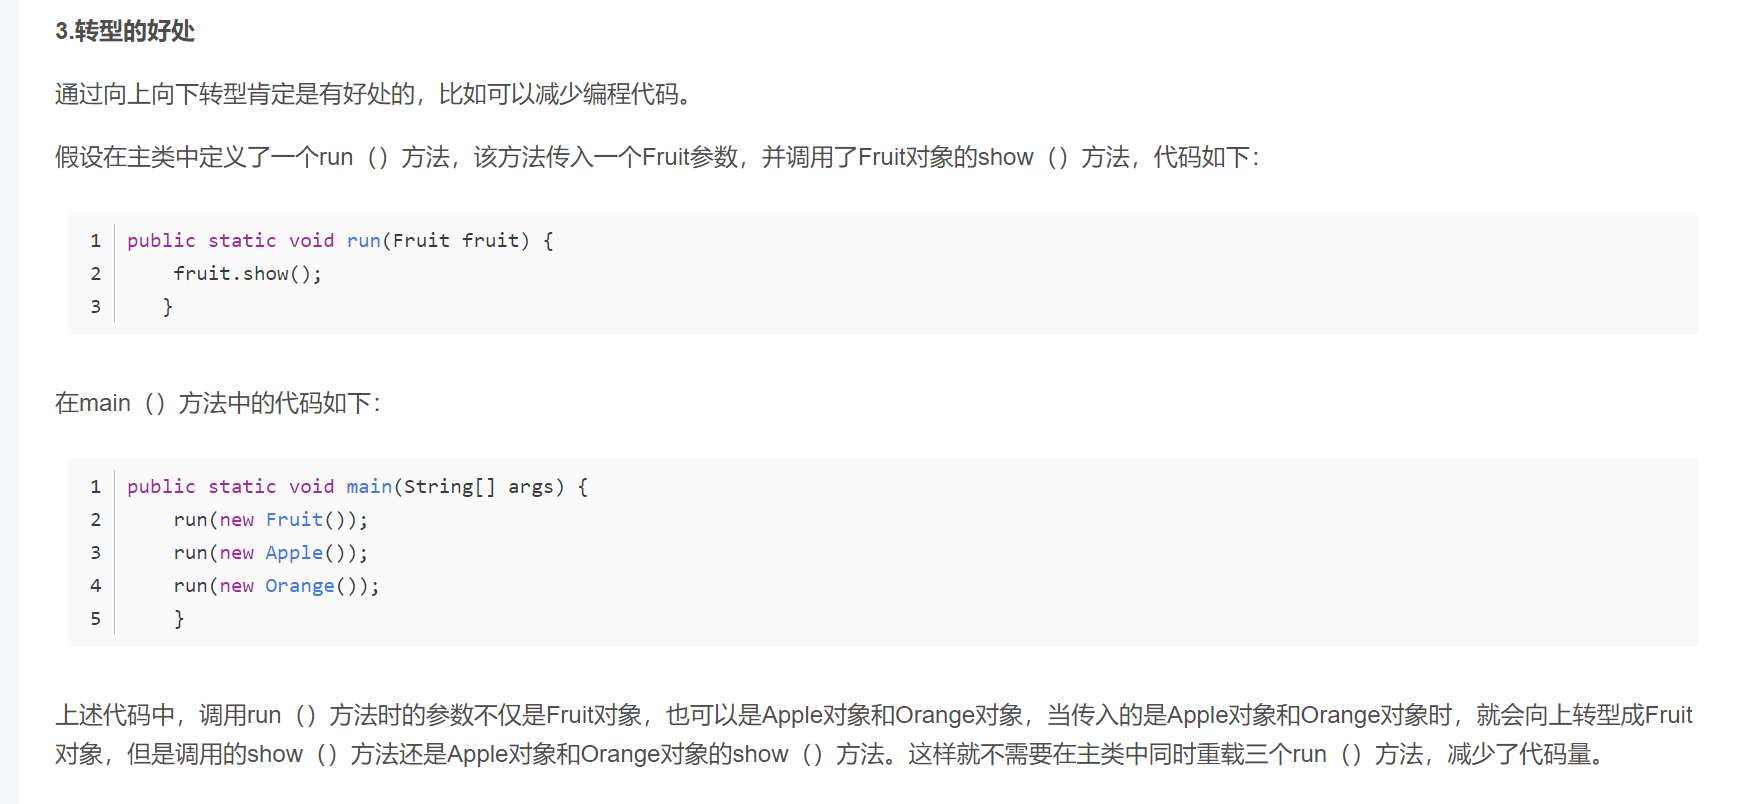 3.转型的好处
通过向上向下转型肯定是有好处的，比如可以减少编程代码。
假设在主类中定义了一个run（）方法，该方法传入一个Fruit参数，并调用了Fruit对象的show（）方法，代码如下：
1 public static void run(Fruit fruit) {
2     fruit.show();
3    }
在main（）方法中的代码如下：
1 public static void main(String[] args) {
2     run(new Fruit());
3     run(new Apple());
4     run(new Orange());
5     }
上述代码中，调用run（）方法时的参数不仅是Fruit对象，也可以是Apple对象和Orange对象，当传入的是Apple对象和Orange对象时，就会向上转型成Fruit
对象，但是调用的show（）方法还是Apple对象和Orange对象的show（）方法。这样就不需要在主类中同时重载三个run（）方法，减少了代码量。